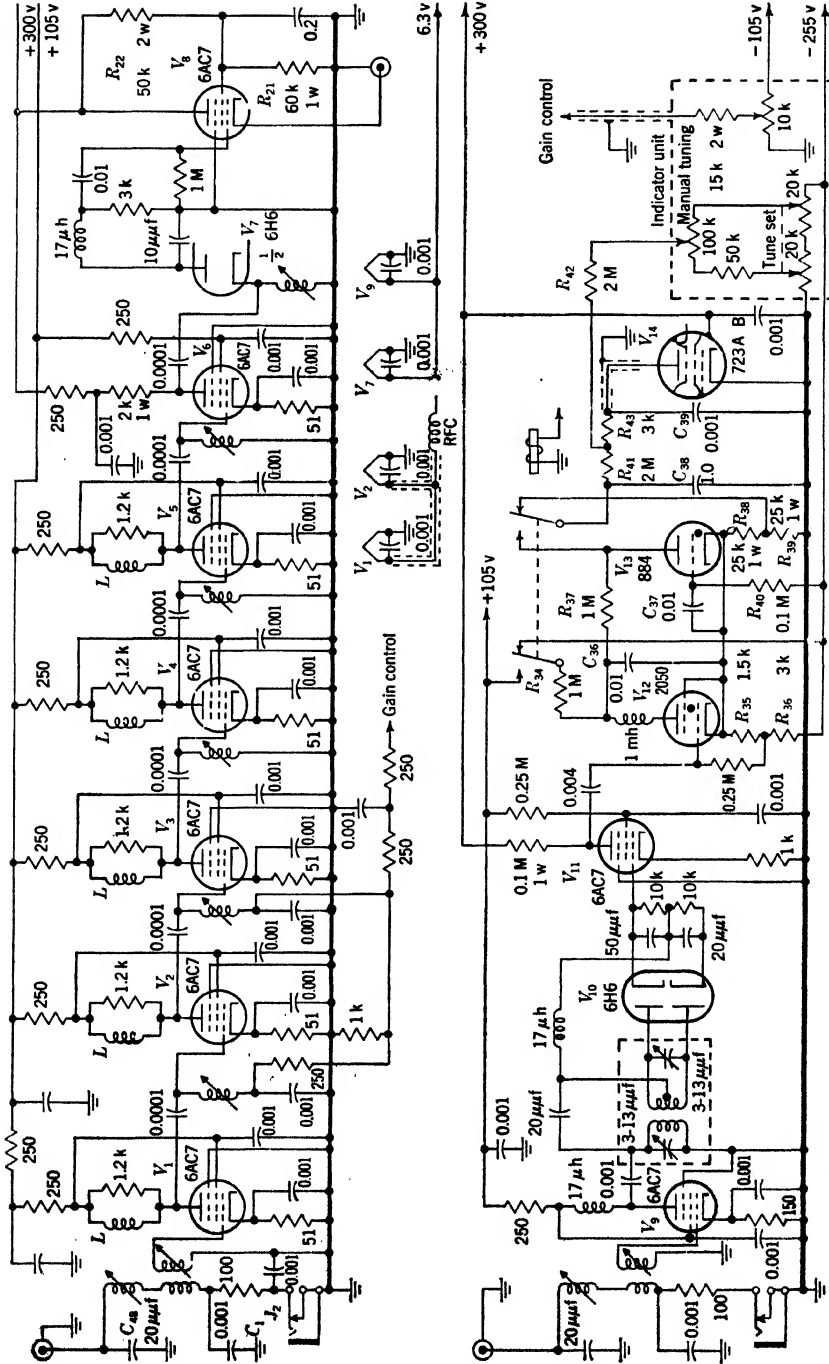 +300 v
+105 v
250
250
L
1.2 k
V₁
6AC7
0.0001
0.001
0.001
51
C₄₈
20 μμf
0.001
C₁
100
0.001
J₂
250
L
1.2 k
V₂
6AC7
0.0001
0.001
0.001
51
250
0.001
1 k
250
L
1.2 k
V₃
6AC7
0.0001
0.001
0.001
51
0.001
0.001
250
250
Gain control
250
L
1.2 k
V₄
6AC7
0.0001
0.001
0.001
51
250
L
1.2 k
V₅
6AC7
0.0001
0.001
0.001
51
250
0.001
2 k
1 w
V₆
6AC7
0.0001
250
0.001
0.001
51
17 μh
0.01
3 k
10 μμf
1 M
V₇
½
6H6
R₂₂
50 k
2 w
V₈
6AC7
R₂₁
60 k
1 w
0.2
V₁
0.001
V₂
0.001
RFC
V₇
0.001
V₉
0.001
6.3 v
+300 v
20 μμf
0.001
100
0.001
250
0.001
17 μh
0.001
6AC7
V₉
0.001
150
20 μμf
17 μh
3-13 μμf
3-13 μμf
V₁₀
6H6
50 μμf
20 μμf
10 k
10 k
0.1 M
1 w
V₁₁
6AC7
0.25 M
0.004
1 k
0.001
0.25 M
+105 v
R₃₄
1 M
1 mh
C₃₆
0.01
V₁₂
2050
R₃₅
1.5 k
R₃₆
3 k
R₃₇
1 M
V₁₃
884
C₃₇
0.01
R₄₀
0.1 M
25 k
1 w
R₃₈
25 k
1 w
R₃₉
R₄₁
2 M
C₃₈
1.0
R₄₃
3 k
C₃₉
0.001
R₄₂
2 M
V₁₄
723A B
0.001
Gain control
Indicator unit
Manual tuning
15 k 2 w
100 k
50 k
Tune set
20 k
20 k
10 k
−105 v
−255 v